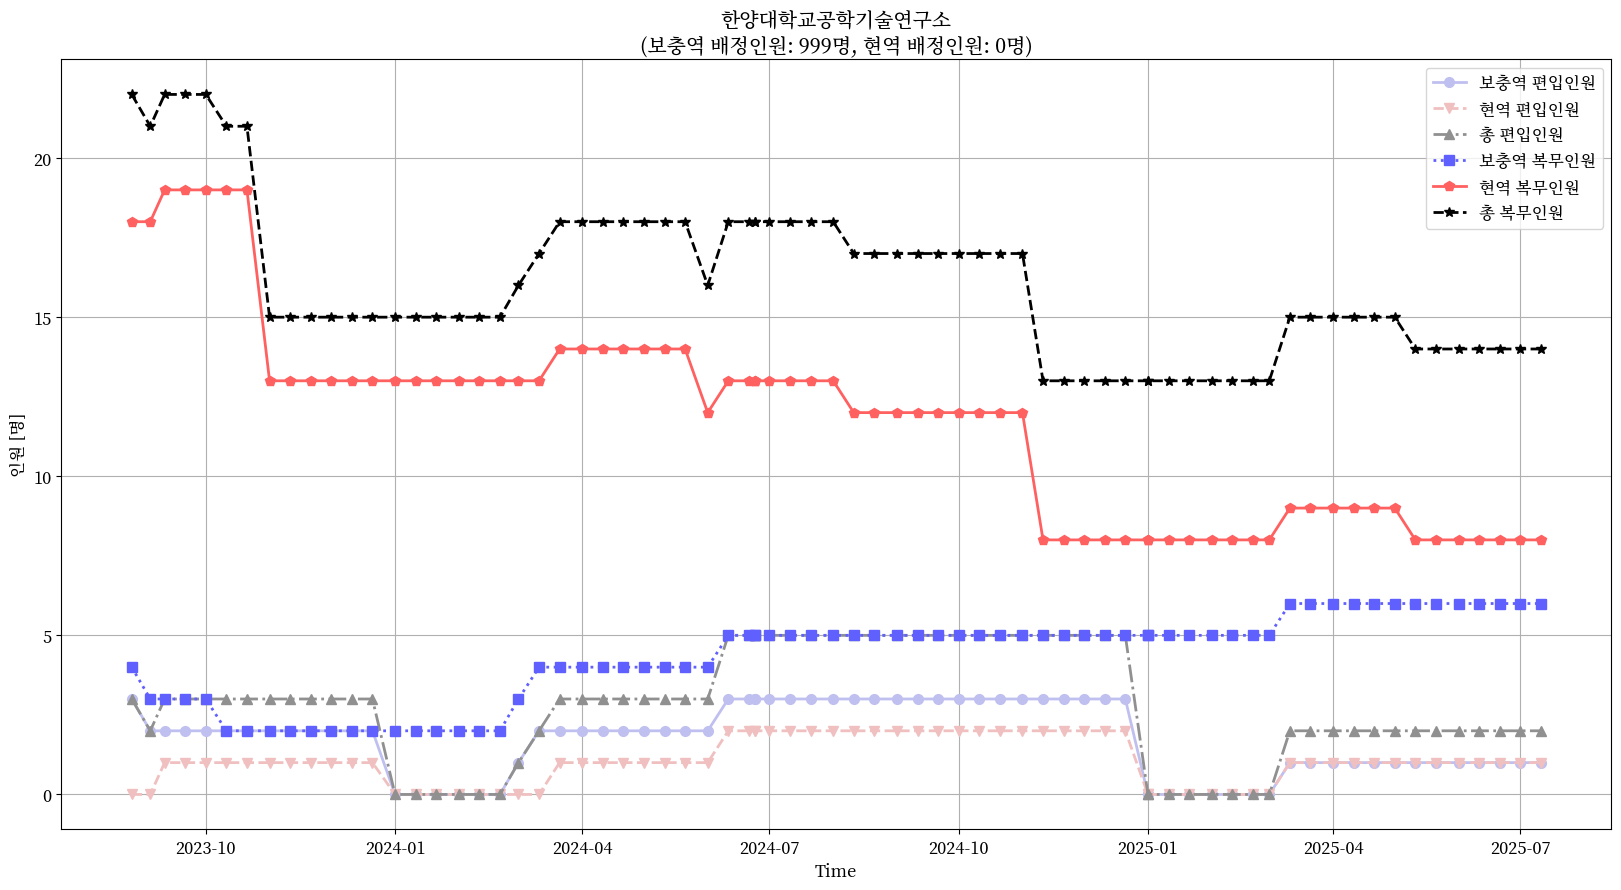 한양대학교공학기술연구소
(보충역 배정인원: 999명, 현역 배정인원: 0명)
보충역 편입인원
현역 편입인원
총 편입인원
보충역 복무인원
현역 복무인원
총 복무인원
인원 [명]
20
15
10
5
0
2023-10
2024-01
2024-04
2024-07
2024-10
2025-01
2025-04
2025-07
Time